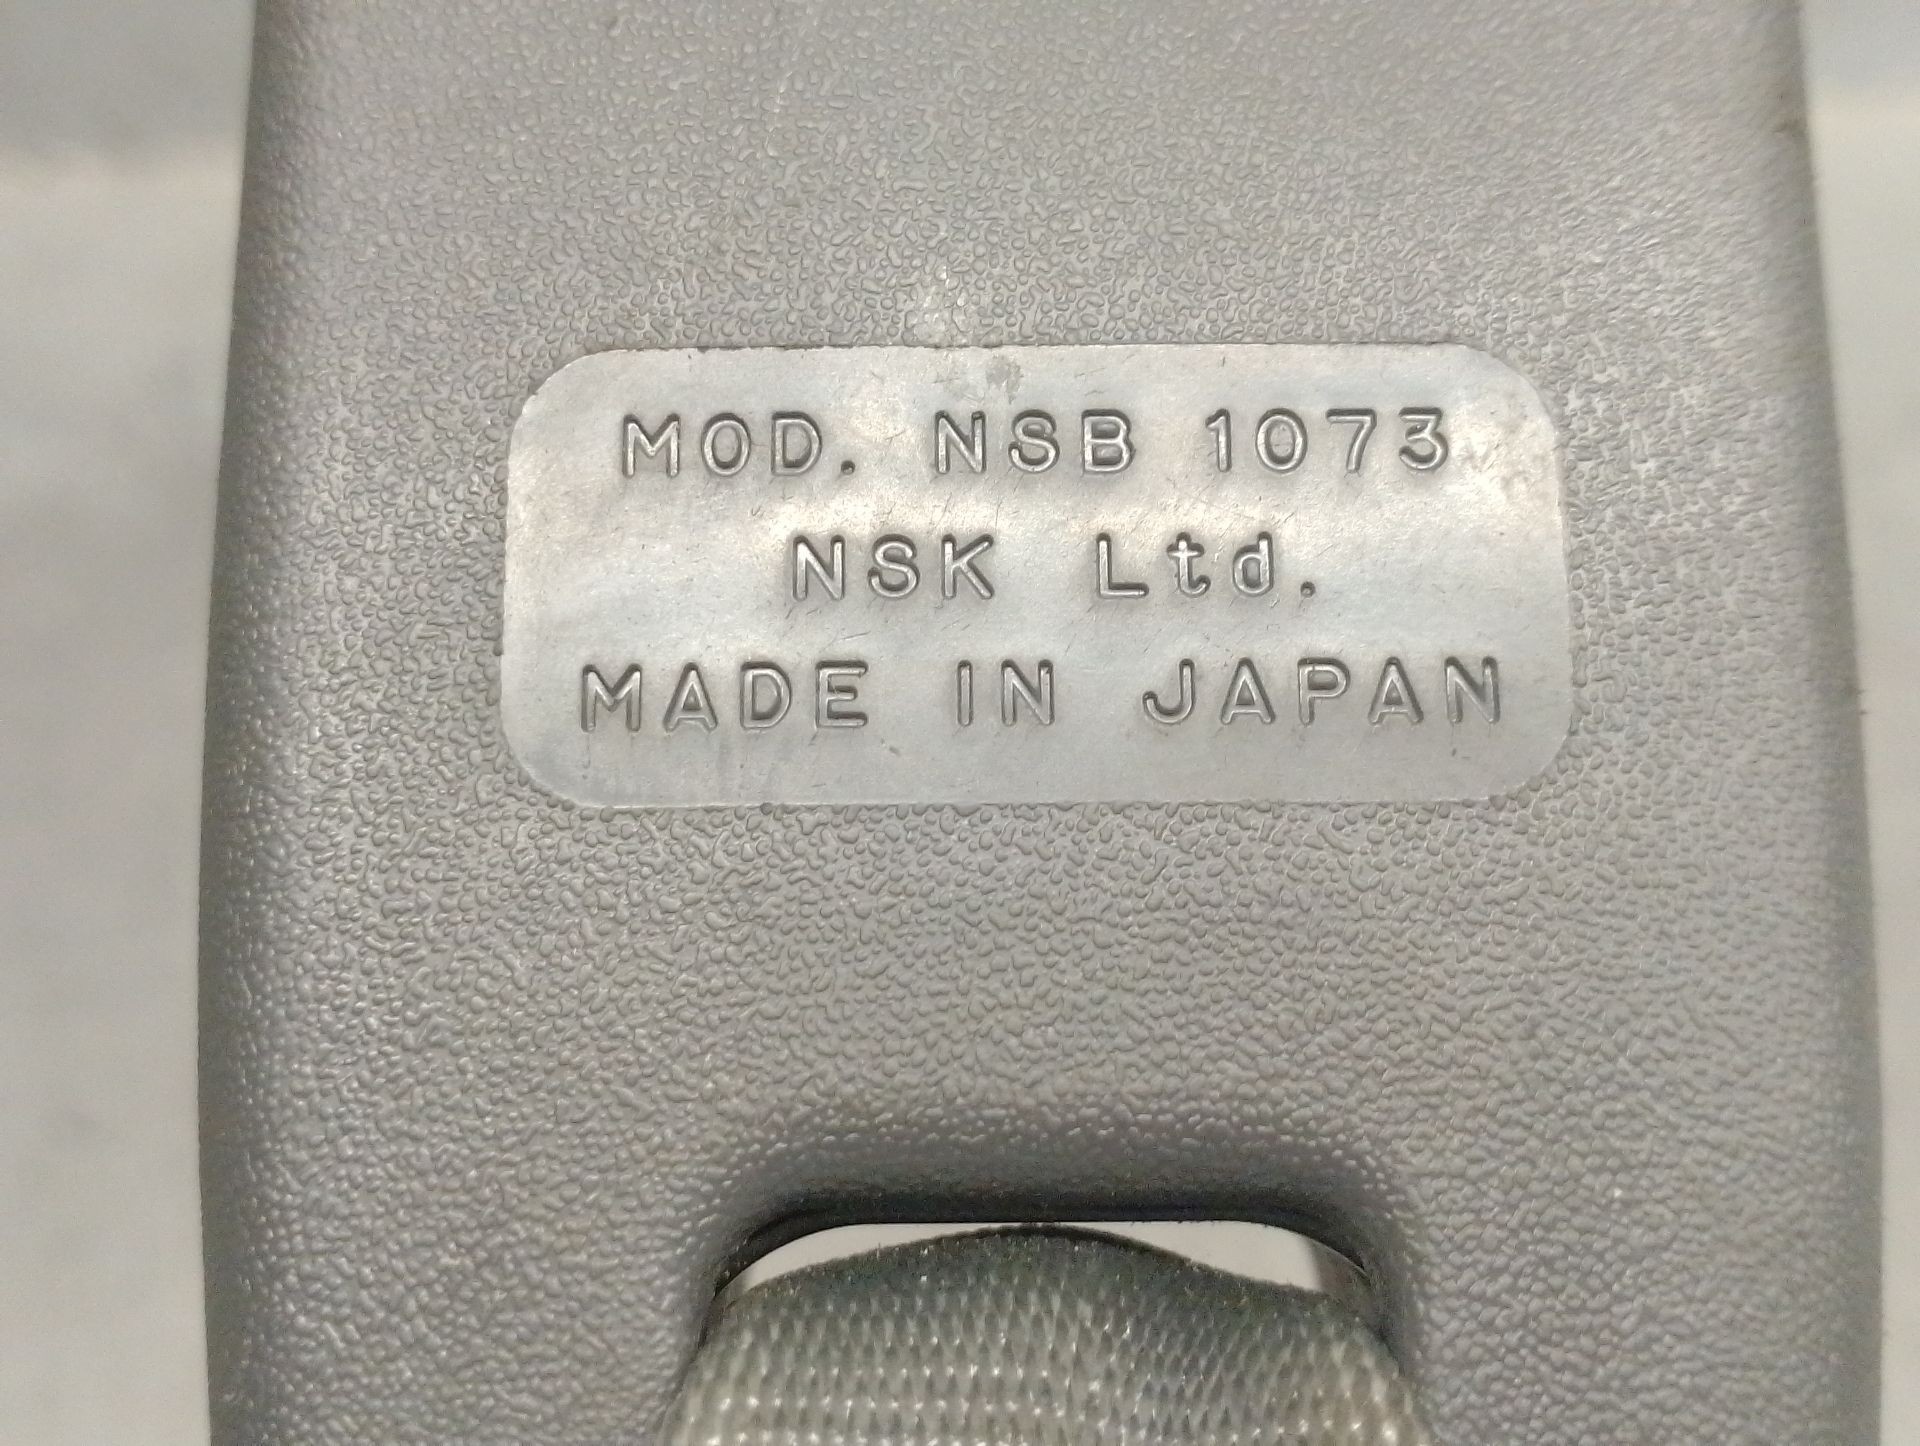 MOD. NSB 1073
NSK Ltd.
MADE IN JAPAN